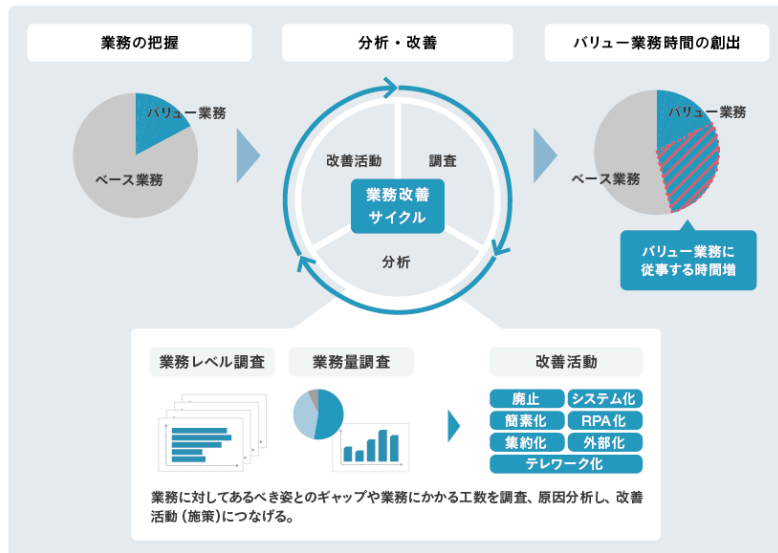 業務の把握
分析・改善
バリュー業務時間の創出
バリュー業務
ベース業務
改善活動
調査
業務改善
サイクル
分析
バリュー業務
ベース業務
バリュー業務に
従事する時間増
業務レベル調査
業務量調査
改善活動
廃止
システム化
簡素化
RPA化
集約化
外部化
テレワーク化
業務に対してあるべき姿とのギャップや業務にかかる工数を調査、原因分析し、改善
活動（施策）につなげる。